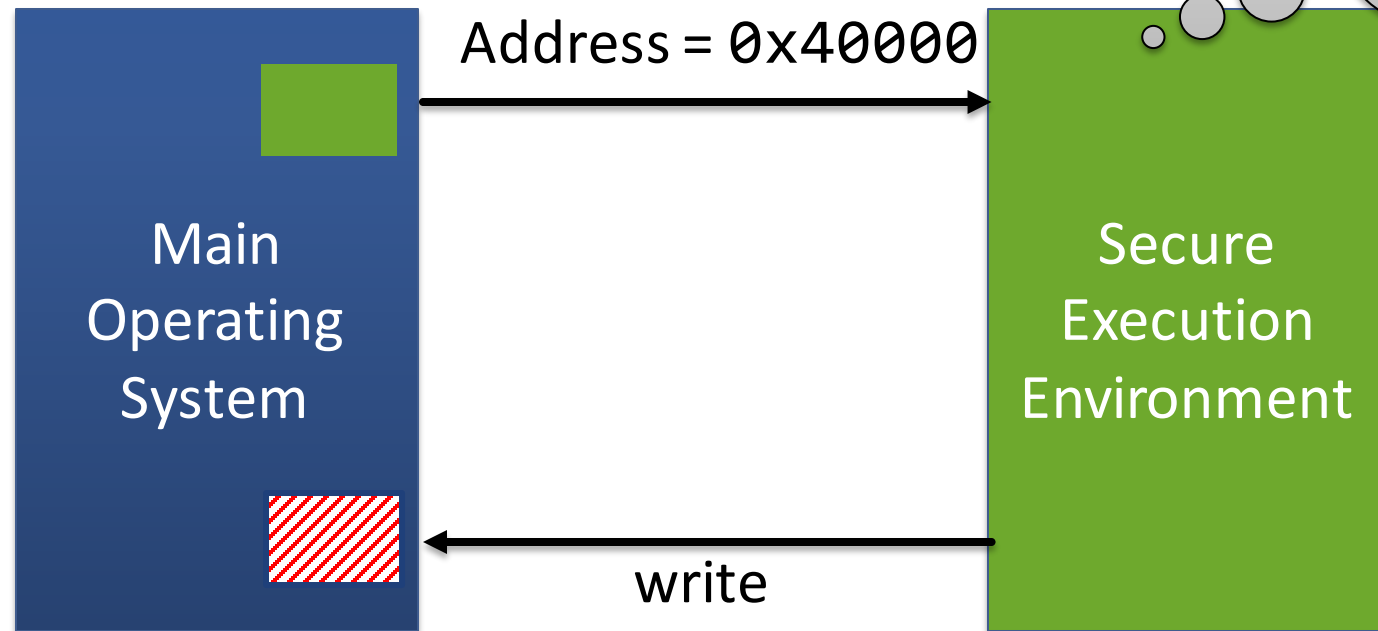 Address = 0x40000
Main
Operating
System
Secure
Execution
Environment
write